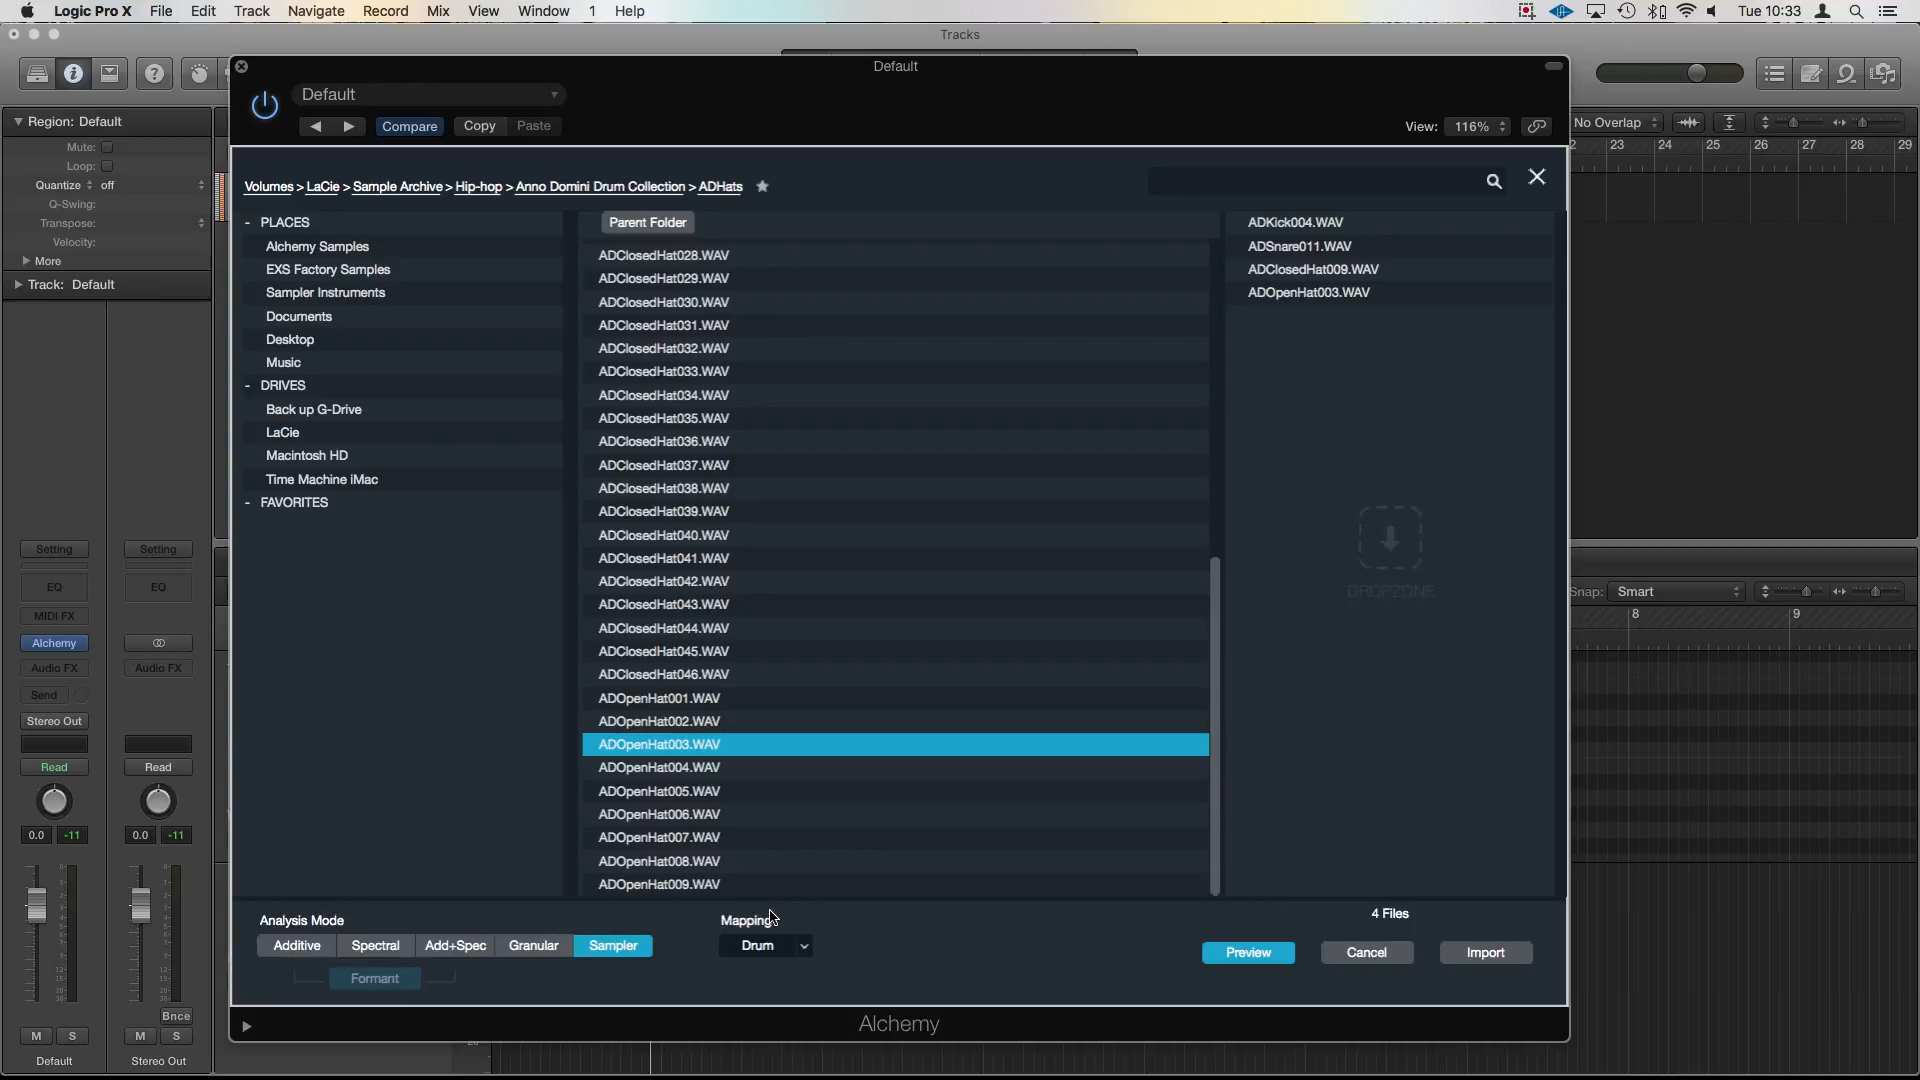 Logic Pro X File Edit Track Navigate Record Mix View Window 1 Help Tue 10:33
Tracks
Default
Default
Compare Copy Paste View: 116%
Region: Default
Mute:
Loop:
Quantize off
Q-Swing:
Transpose:
Velocity:
More
Track: Default
No Overlap
23 24 25 26 27 28 29
Volumes > LaCie > Sample Archive > Hip-hop > Anno Domini Drum Collection > ADHats
- PLACES
Alchemy Samples
EXS Factory Samples
Sampler Instruments
Documents
Desktop
Music
- DRIVES
Back up G-Drive
LaCie
Macintosh HD
Time Machine iMac
- FAVORITES
Parent Folder
ADClosedHat028.WAV
ADClosedHat029.WAV
ADClosedHat030.WAV
ADClosedHat031.WAV
ADClosedHat032.WAV
ADClosedHat033.WAV
ADClosedHat034.WAV
ADClosedHat035.WAV
ADClosedHat036.WAV
ADClosedHat037.WAV
ADClosedHat038.WAV
ADClosedHat039.WAV
ADClosedHat040.WAV
ADClosedHat041.WAV
ADClosedHat042.WAV
ADClosedHat043.WAV
ADClosedHat044.WAV
ADClosedHat045.WAV
ADClosedHat046.WAV
ADOpenHat001.WAV
ADOpenHat002.WAV
ADOpenHat003.WAV
ADOpenHat004.WAV
ADOpenHat005.WAV
ADOpenHat006.WAV
ADOpenHat007.WAV
ADOpenHat008.WAV
ADOpenHat009.WAV
ADKick004.WAV
ADSnare011.WAV
ADClosedHat009.WAV
ADOpenHat003.WAV
DROPZONE
Snap: Smart
8 9
Analysis Mode
Additive Spectral Add+Spec Granular Sampler
Formant
Mapping
Drum
4 Files
Preview Cancel Import
Alchemy
Setting Setting
EQ EQ
MIDI FX
Alchemy
Audio FX Audio FX
Send
Stereo Out
Read Read
0.0 -11 0.0 -11
Bnce
M S M S
Default Stereo Out